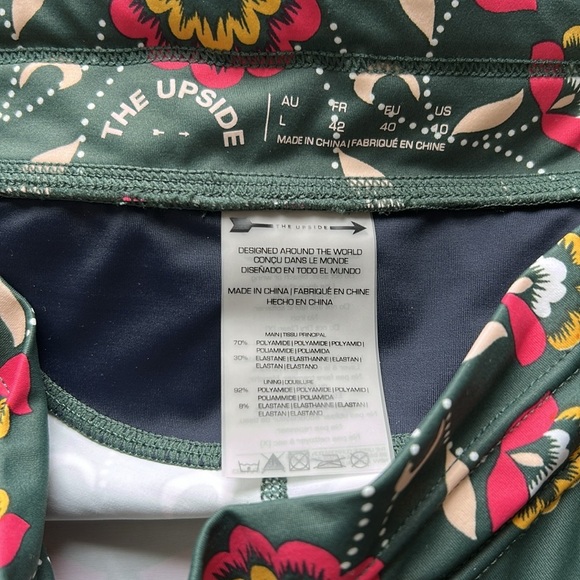 THE UPSIDE
AU FR EU US
L 42 40 10
MADE IN CHINA | FABRIQUÉ EN CHINE
THE UPSIDE
DESIGNED AROUND THE WORLD
CONÇU DANS LE MONDE
DISEÑADO EN TODO EL MUNDO
MADE IN CHINA | FABRIQUÉ EN CHINE
HECHO EN CHINA
MAIN | TISSU PRINCIPAL
70% POLYAMIDE | POLYAMIDE | POLYAMID |
POLIAMMIDE | POLIAMIDA
30% ELASTANE | ELASTHANNE | ELASTAN |
ELASTAN | ELASTANO
LINING | DOUBLURE
92% POLYAMIDE | POLYAMIDE | POLYAMID |
POLIAMMIDE | POLIAMIDA
8% ELASTANE | ELASTHANNE | ELASTAN |
ELASTAN | ELASTANO